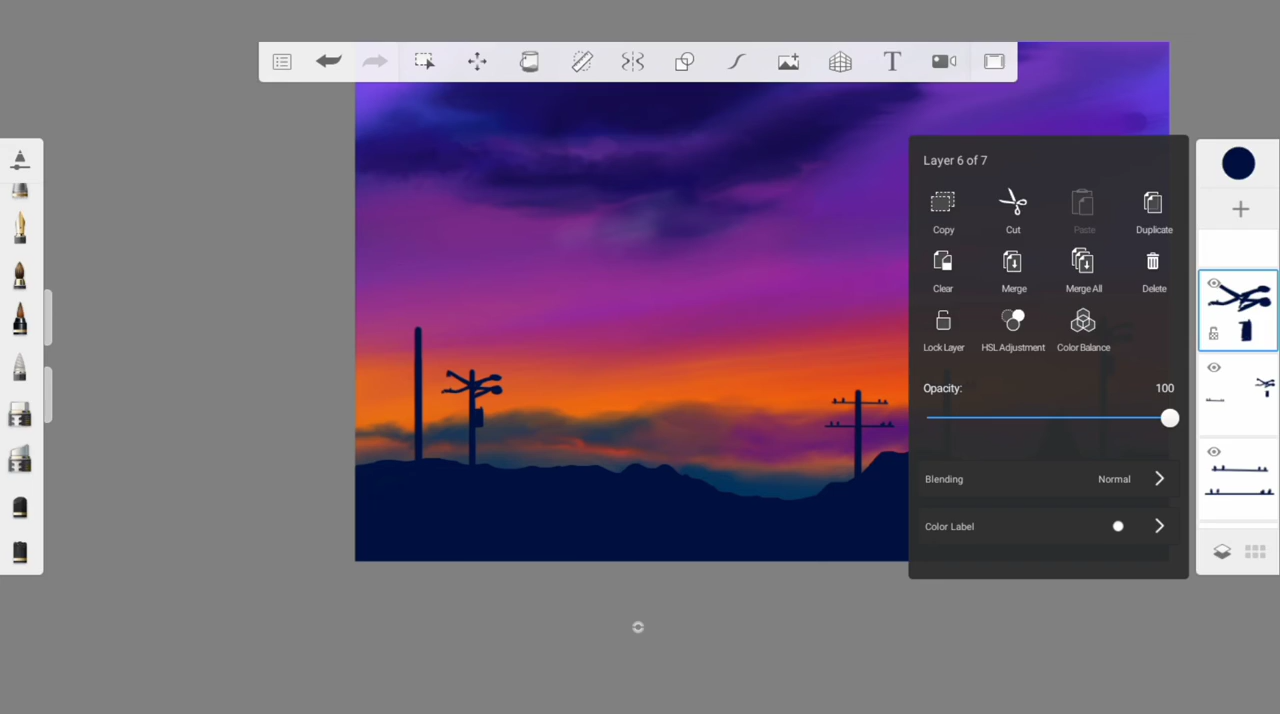 T
Layer 6 of 7
Copy Cut Paste Duplicate
Clear Merge Merge All Delete
Lock Layer HSL Adjustment Color Balance
Opacity: 100
Blending Normal
Color Label